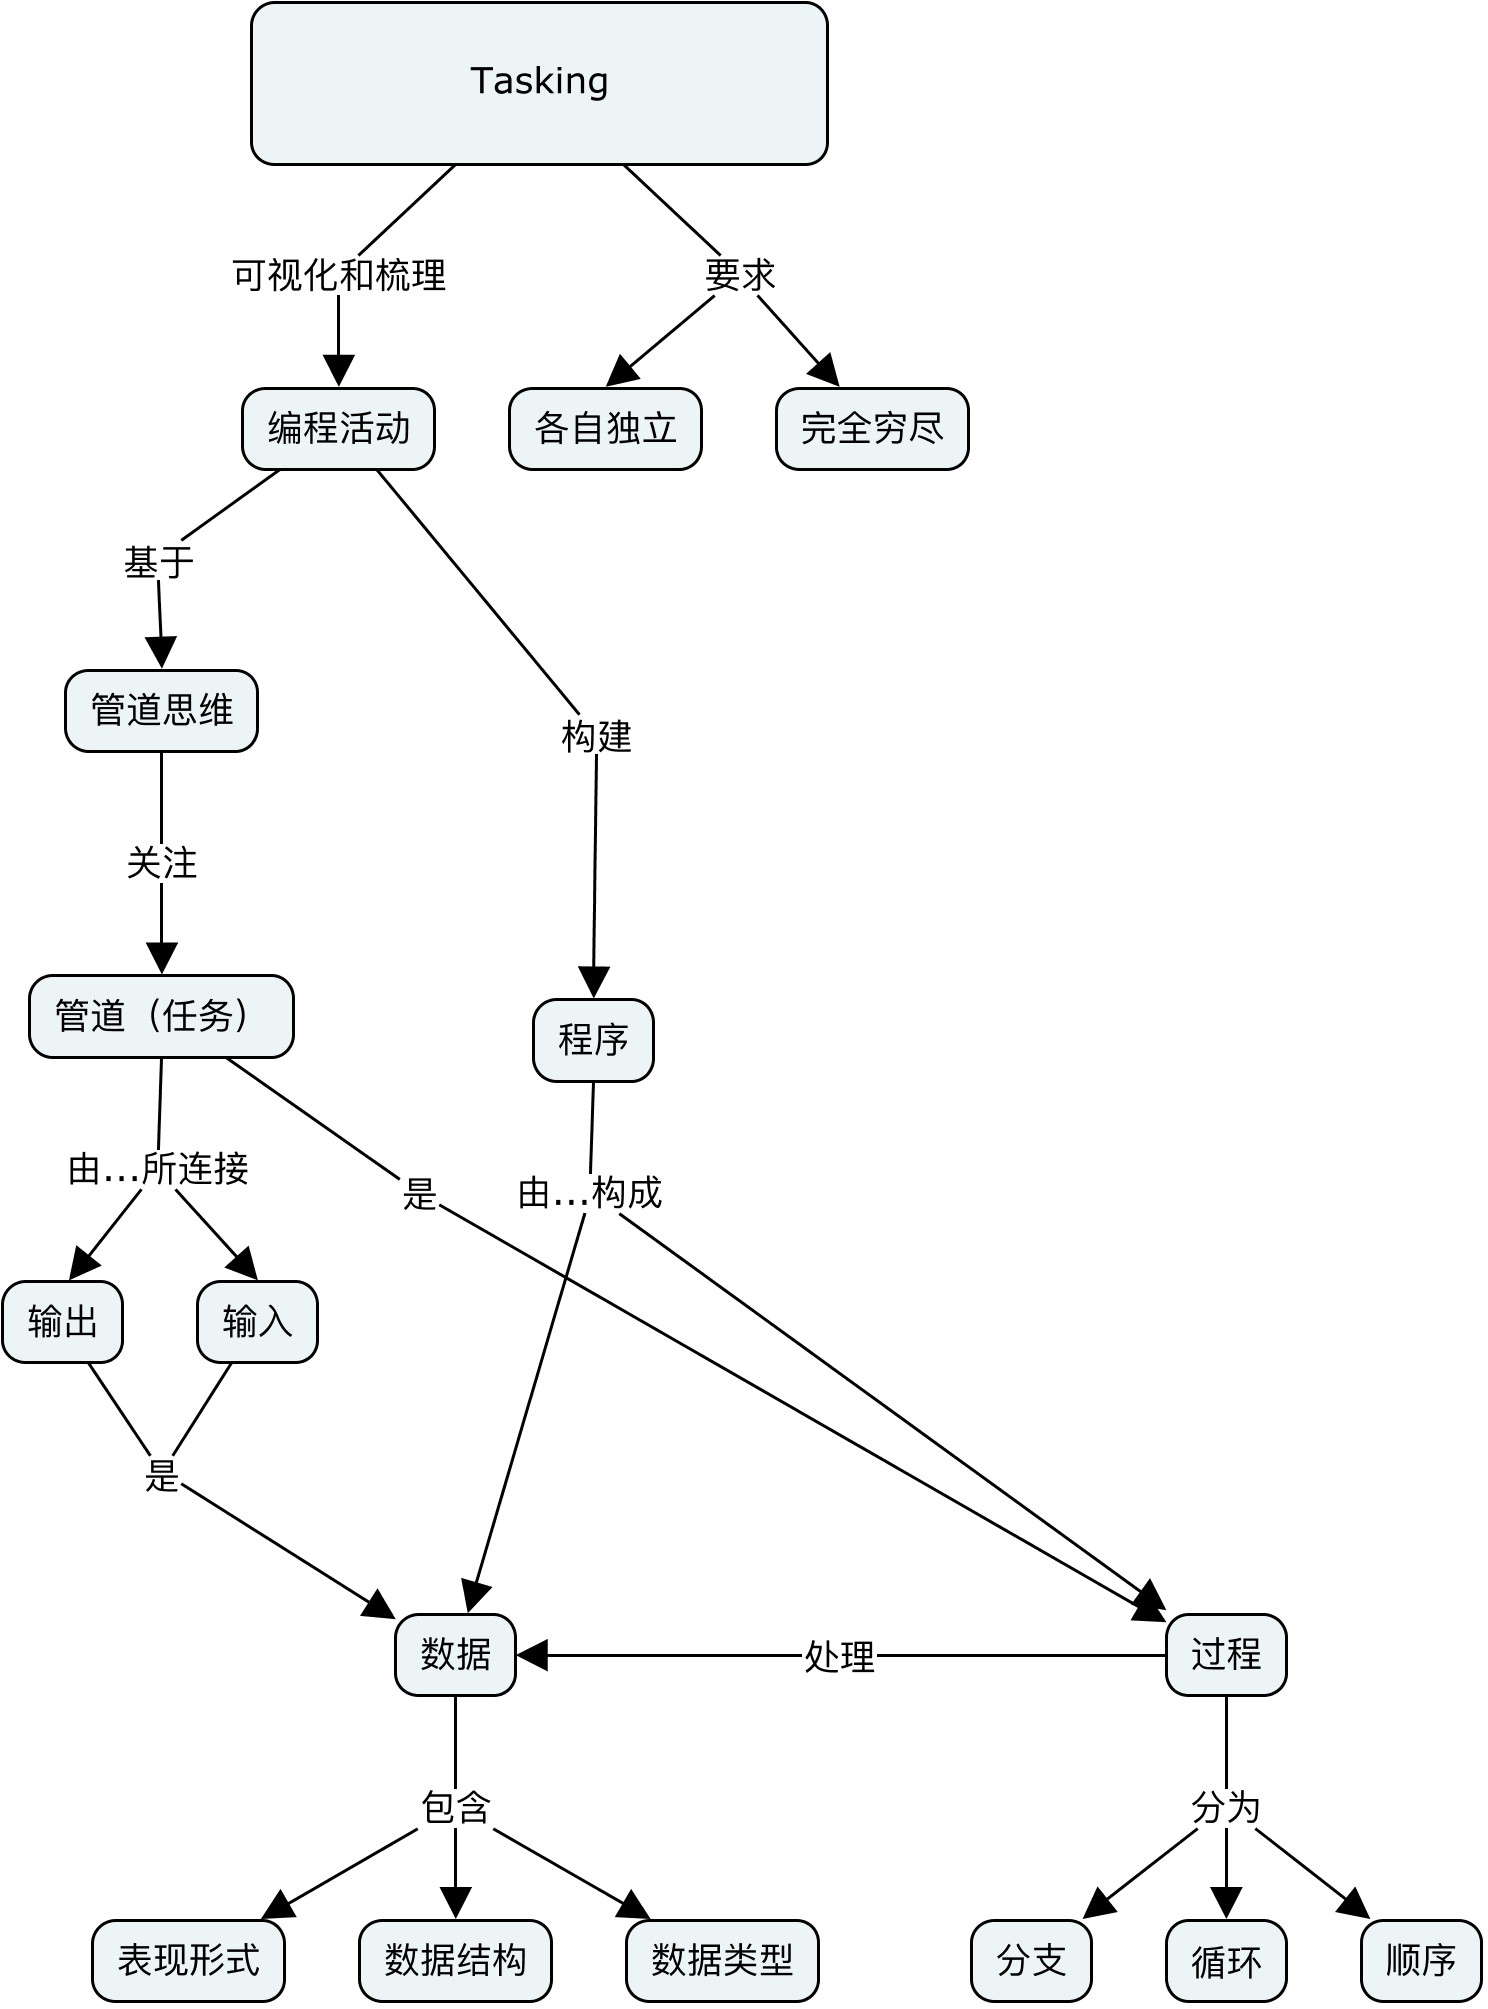 Tasking
可视化和梳理
要求
编程活动
各自独立
完全穷尽
基于
管道思维
构建
关注
管道（任务）
程序
由...所连接
是
由...构成
输出
输入
是
数据
处理
过程
包含
分为
表现形式
数据结构
数据类型
分支
循环
顺序